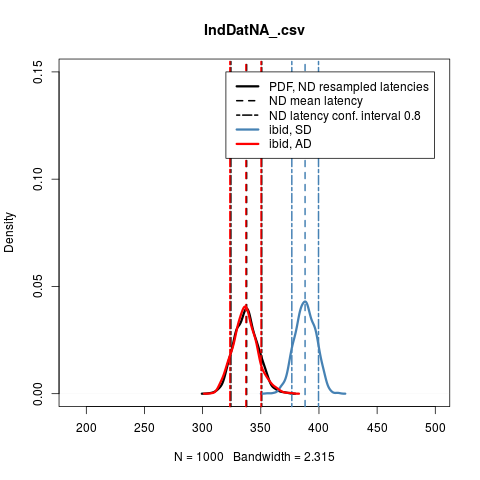 IndDatNA_.csv
PDF, ND resampled latencies
ND mean latency
ND latency conf. interval 0.8
ibid, SD
ibid, AD
Density
0.15
0.10
0.05
0.00
200 250 300 350 400 450 500
N = 1000 Bandwidth = 2.315